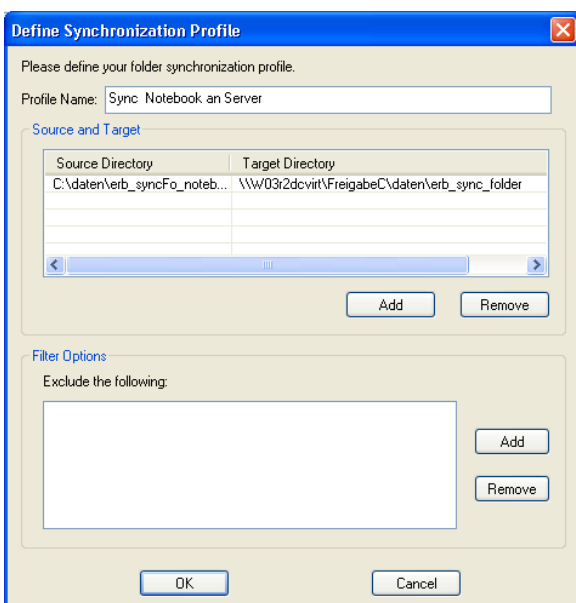 Define Synchronization Profile
Please define your folder synchronization profile.
Profile Name: Sync Notebook an Server
Source and Target
Source Directory Target Directory
C:\daten\erb_syncFo_noteb... \\W03r2dcvirt\FreigabeC\daten\erb_sync_folder
Add Remove
Filter Options
Exclude the following:
Add
Remove
OK Cancel